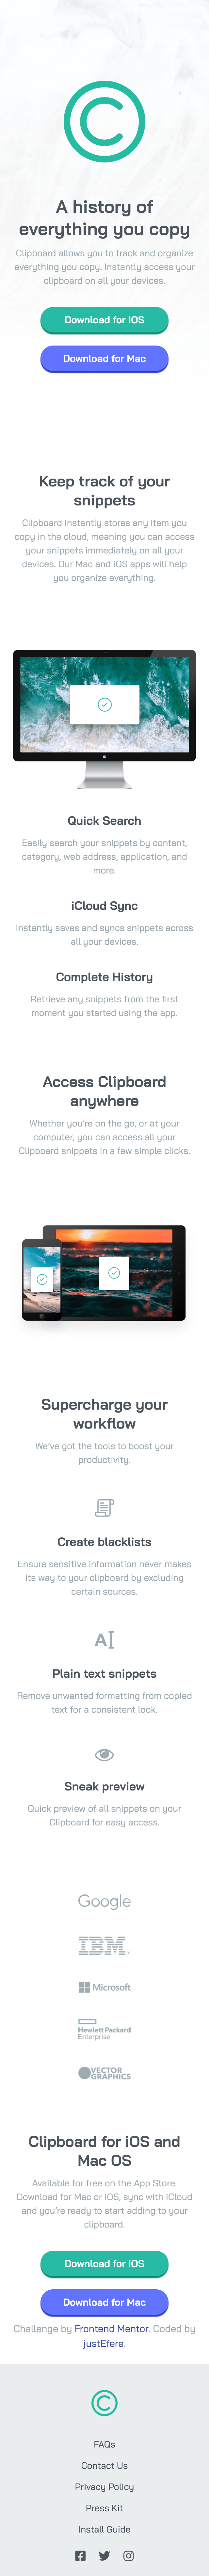 A history of
everything you copy
Clipboard allows you to track and organize
everything you copy. Instantly access your
clipboard on all your devices.
Download for iOS
Download for Mac
Keep track of your
snippets
Clipboard instantly stores any item you
copy in the cloud, meaning you can access
your snippets immediately on all your
devices. Our Mac and iOS apps will help
you organize everything.
Quick Search
Easily search your snippets by content,
category, web address, application, and
more.
iCloud Sync
Instantly saves and syncs snippets across
all your devices.
Complete History
Retrieve any snippets from the first
moment you started using the app.
Access Clipboard
anywhere
Whether you're on the go, or at your
computer, you can access all your
Clipboard snippets in a few simple clicks.
Supercharge your
workflow
We've got the tools to boost your
productivity.
Create blacklists
Ensure sensitive information never makes
its way to your clipboard by excluding
certain sources.
Plain text snippets
Remove unwanted formatting from copied
text for a consistent look.
Sneak preview
Quick preview of all snippets on your
Clipboard for easy access.
Google
IBM
Microsoft
Hewlett Packard
Enterprise
VECTOR
GRAPHICS
Clipboard for iOS and
Mac OS
Available for free on the App Store.
Download for Mac or iOS, sync with iCloud
and you're ready to start adding to your
clipboard.
Download for iOS
Download for Mac
Challenge by Frontend Mentor. Coded by
justEfere.
FAQs
Contact Us
Privacy Policy
Press Kit
Install Guide